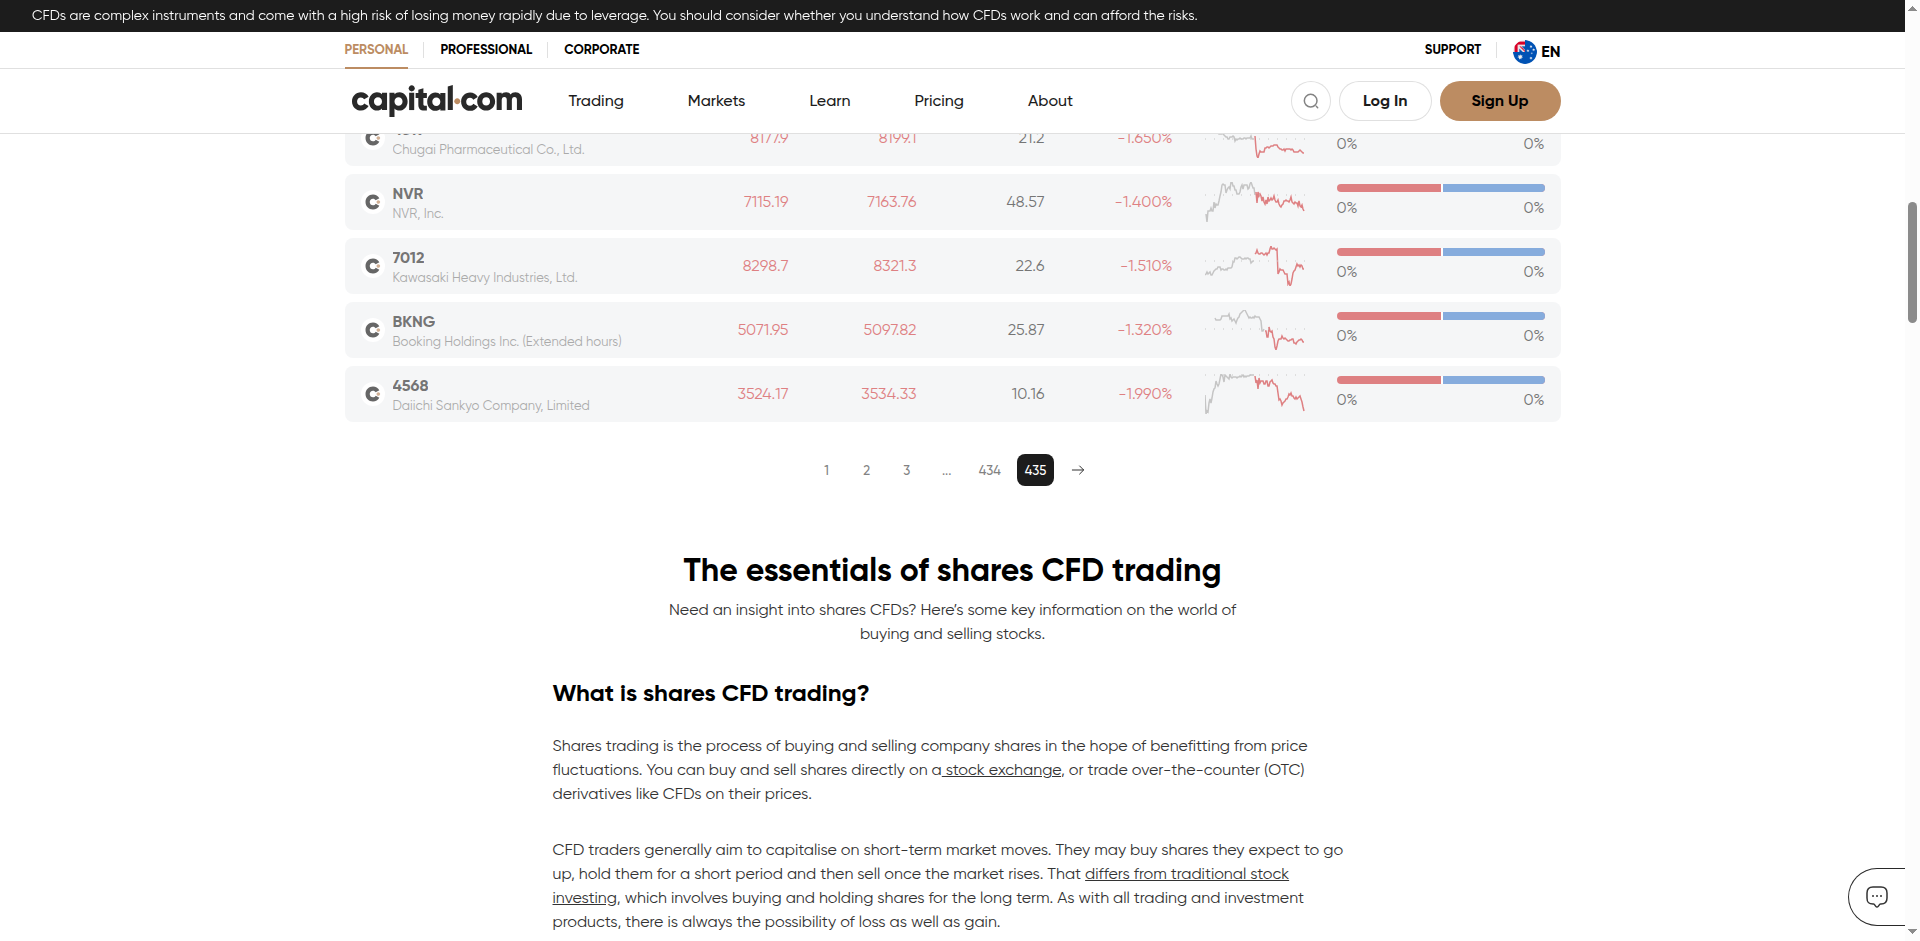 CFDs are complex instruments and come with a high risk of losing money rapidly due to leverage. You should consider whether you understand how CFDs work and can afford the risks.
PERSONAL PROFESSIONAL CORPORATE SUPPORT EN
capital.com Trading Markets Learn Pricing About Log In Sign Up
8177.9 8199.1 21.2 -1.650%
Chugai Pharmaceutical Co., Ltd. 0% 0%
NVR
NVR, Inc. 7115.19 7163.76 48.57 -1.400% 0% 0%
7012
Kawasaki Heavy Industries, Ltd. 8298.7 8321.3 22.6 -1.510% 0% 0%
BKNG
Booking Holdings Inc. (Extended hours) 5071.95 5097.82 25.87 -1.320% 0% 0%
4568
Daiichi Sankyo Company, Limited 3524.17 3534.33 10.16 -1.990% 0% 0%
1 2 3 ... 434 435 →
The essentials of shares CFD trading
Need an insight into shares CFDs? Here's some key information on the world of
buying and selling stocks.
What is shares CFD trading?
Shares trading is the process of buying and selling company shares in the hope of benefitting from price
fluctuations. You can buy and sell shares directly on a stock exchange, or trade over-the-counter (OTC)
derivatives like CFDs on their prices.
CFD traders generally aim to capitalise on short-term market moves. They may buy shares they expect to go
up, hold them for a short period and then sell once the market rises. That differs from traditional stock
investing, which involves buying and holding shares for the long term. As with all trading and investment
products, there is always the possibility of loss as well as gain.